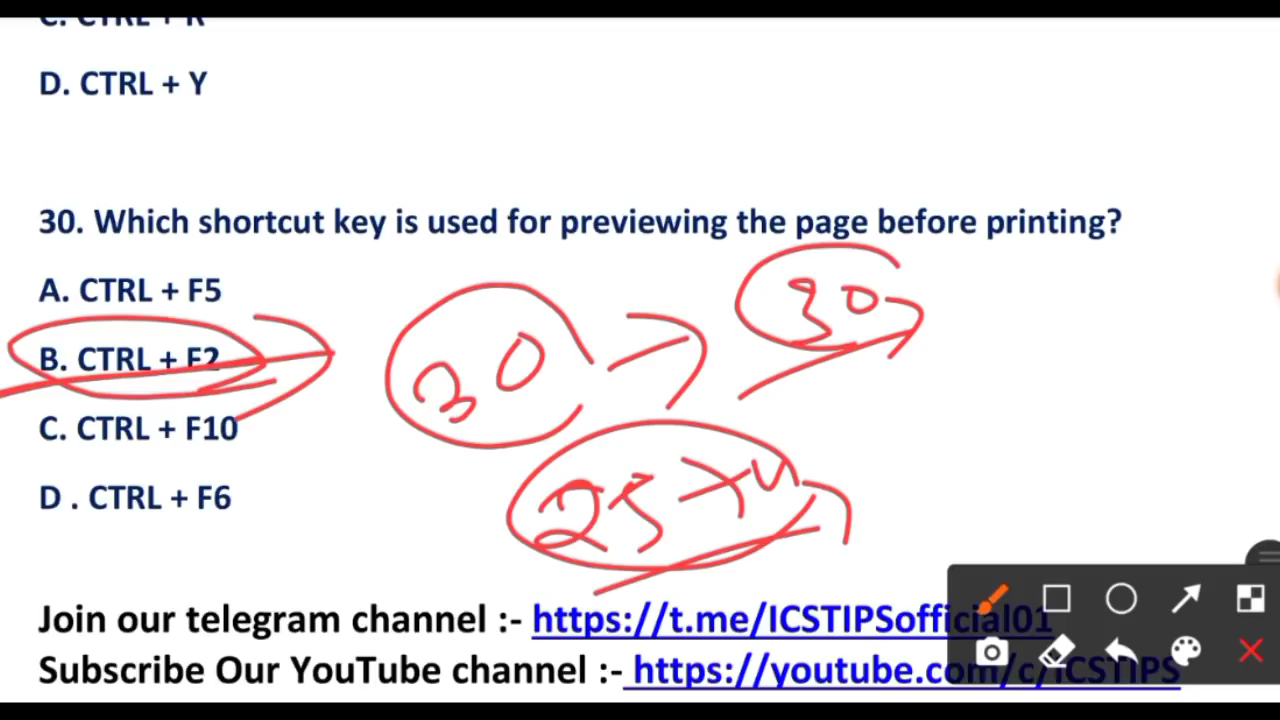 C. CTRL + R
D. CTRL + Y
30. Which shortcut key is used for previewing the page before printing?
A. CTRL + F5
30
B. CTRL + F2
30
C. CTRL + F10
D . CTRL + F6
25
Join our telegram channel :- https://t.me/ICSTIPSofficial01
Subscribe Our YouTube channel :- https://youtube.com/c/ICSTIPS